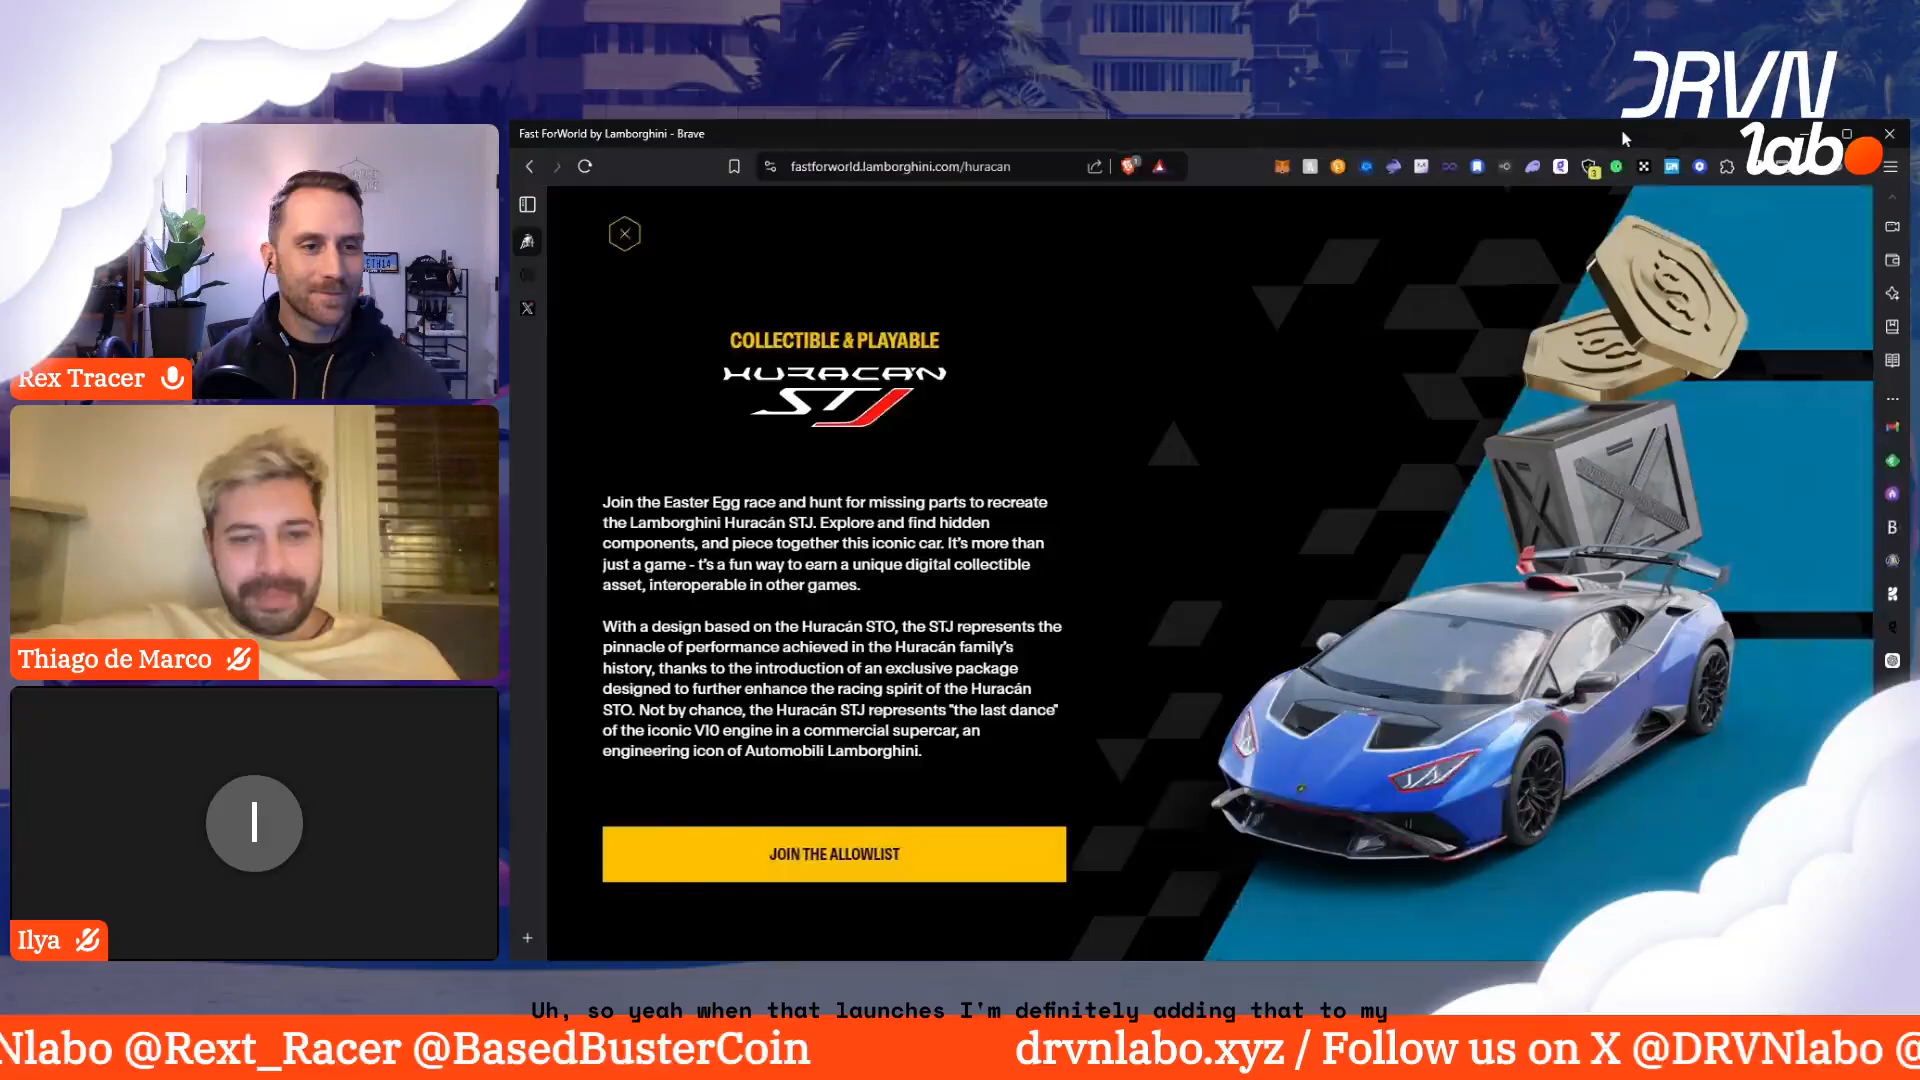 DRVN
labo
Fast ForWorld by Lamborghini - Brave
fastforworld.lamborghini.com/huracan
ETH14
Rex Tracer
Thiago de Marco
I
Ilya
COLLECTIBLE & PLAYABLE
HURACÁN
STJ
Join the Easter Egg race and hunt for missing parts to recreate
the Lamborghini Huracán STJ. Explore and find hidden
components, and piece together this iconic car. It's more than
just a game - t's a fun way to earn a unique digital collectible
asset, interoperable in other games.
With a design based on the Huracán STO, the STJ represents the
pinnacle of performance achieved in the Huracán family's
history, thanks to the introduction of an exclusive package
designed to further enhance the racing spirit of the Huracán
STO. Not by chance, the Huracán STJ represents "the last dance"
of the iconic V10 engine in a commercial supercar, an
engineering icon of Automobili Lamborghini.
JOIN THE ALLOWLIST
Uh, so yeah when that launches I'm definitely adding that to my
Nlabo @Rext_Racer @BasedBusterCoin drvnlabo.xyz / Follow us on X @DRVNlabo @